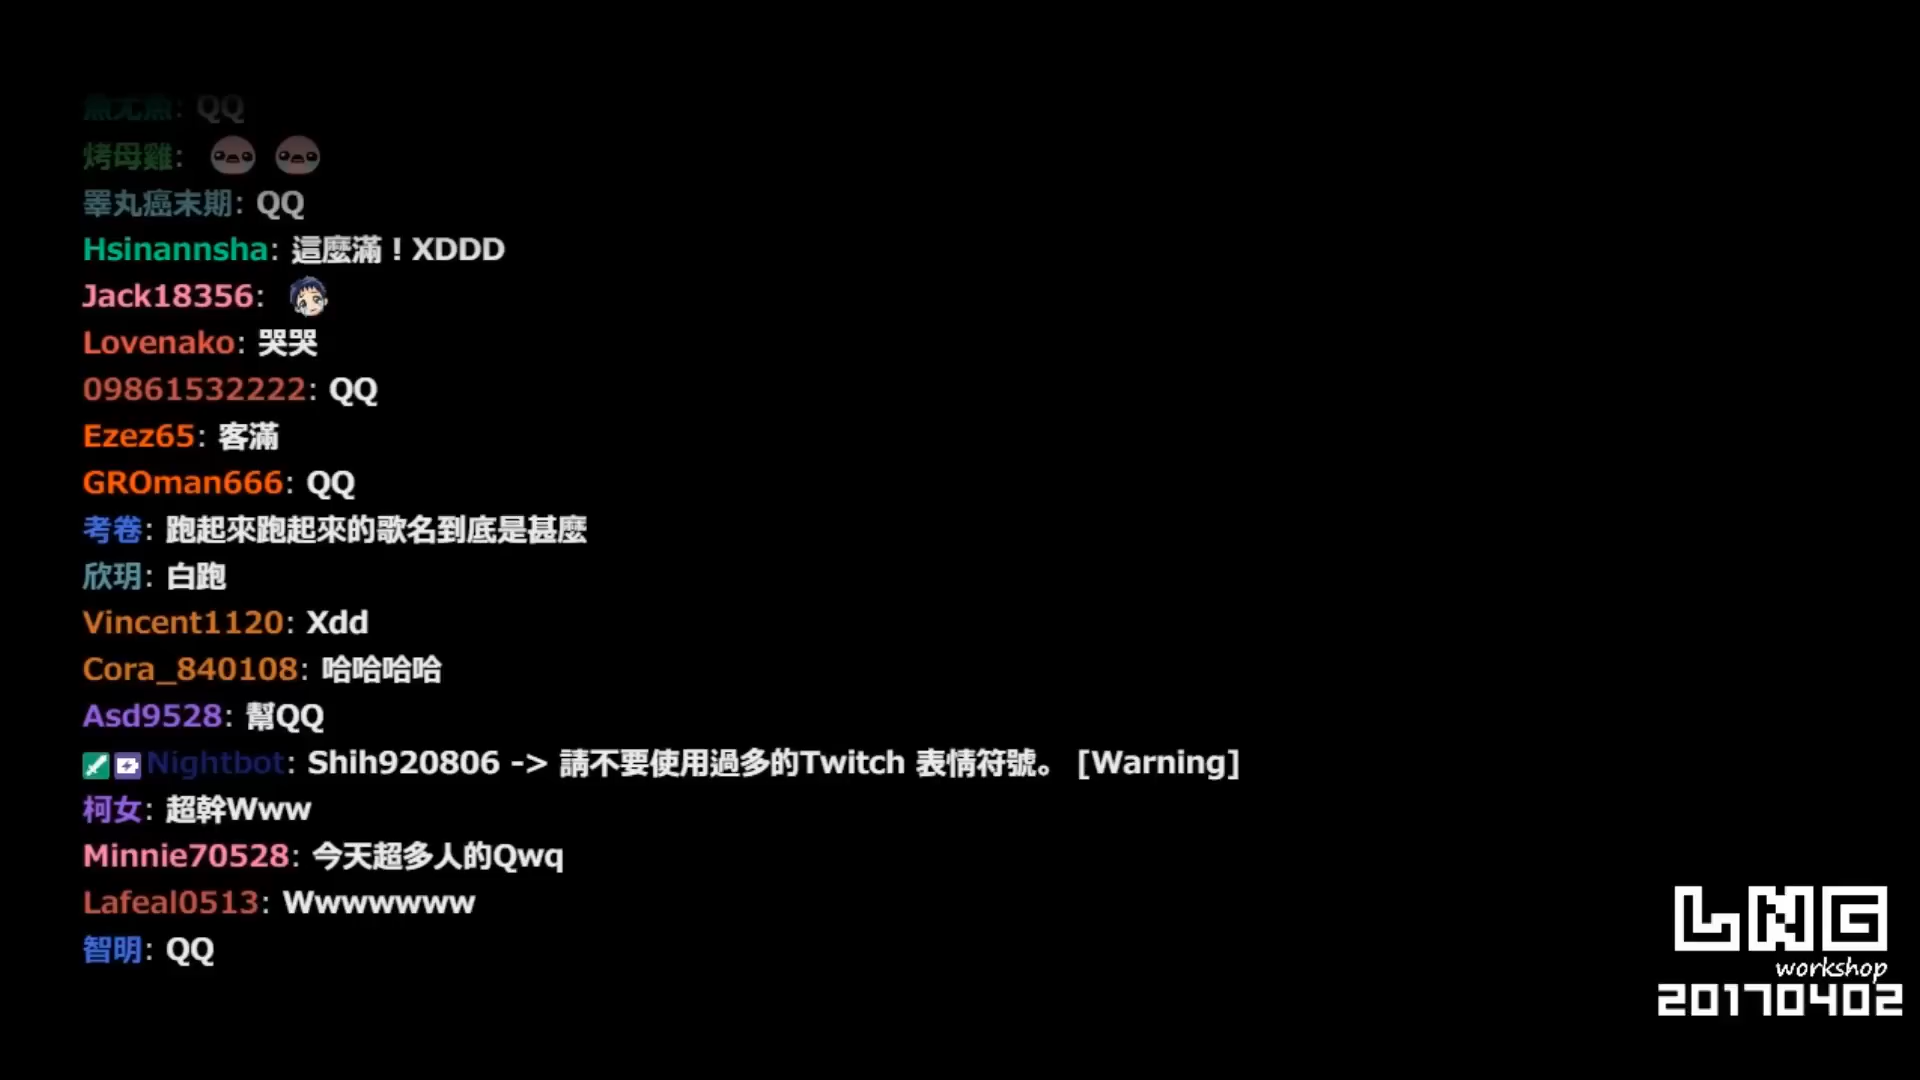 魚尤魚: QQ
烤母雞:
睪丸癌末期: QQ
Hsinannsha: 這麼滿！XDDD
Jack18356:
Lovenako: 哭哭
09861532222: QQ
Ezez65: 客滿
GROman666: QQ
考卷: 跑起來跑起來的歌名到底是甚麼
欣玥: 白跑
Vincent1120: Xdd
Cora_840108: 哈哈哈哈
Asd9528: 幫QQ
Nightbot: Shih920806 -> 請不要使用過多的Twitch 表情符號。 [Warning]
柯女: 超幹Www
Minnie70528: 今天超多人的Qwq
Lafeal0513: Wwwwwww
智明: QQ
LNG
workshop
20170402